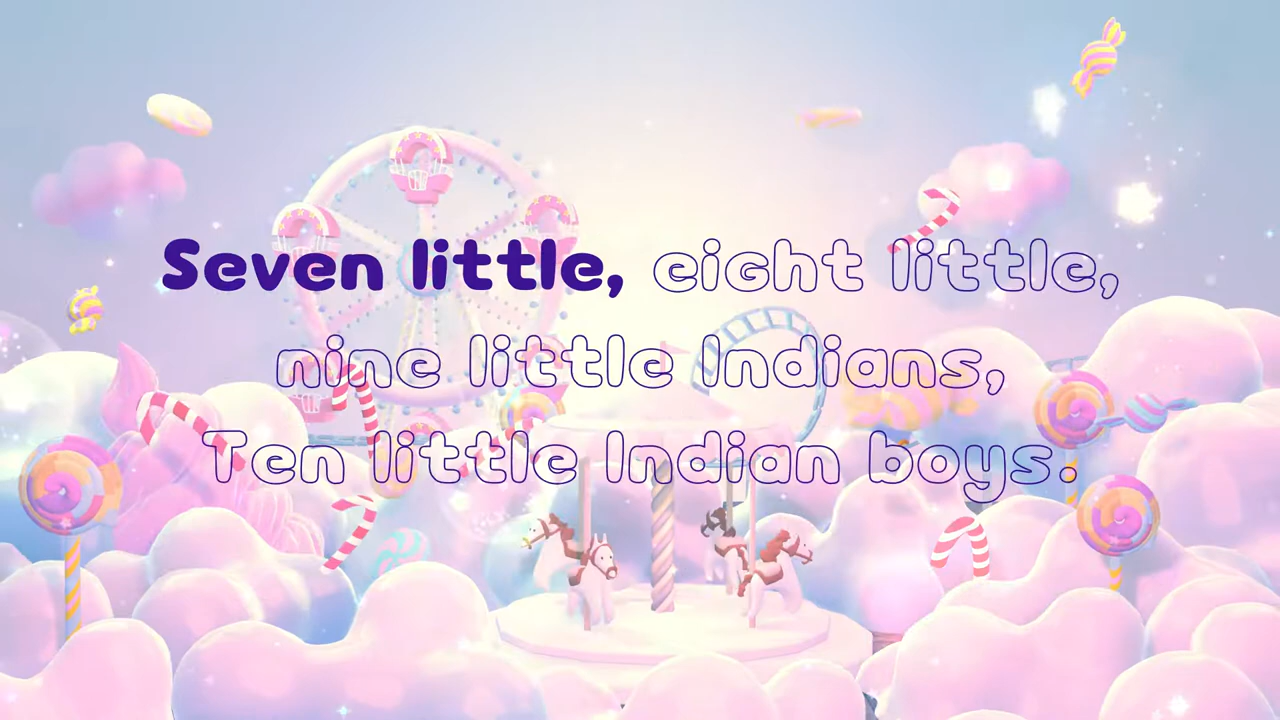 Seven little, eight little,
nine little Indians,
Ten little Indian boys.